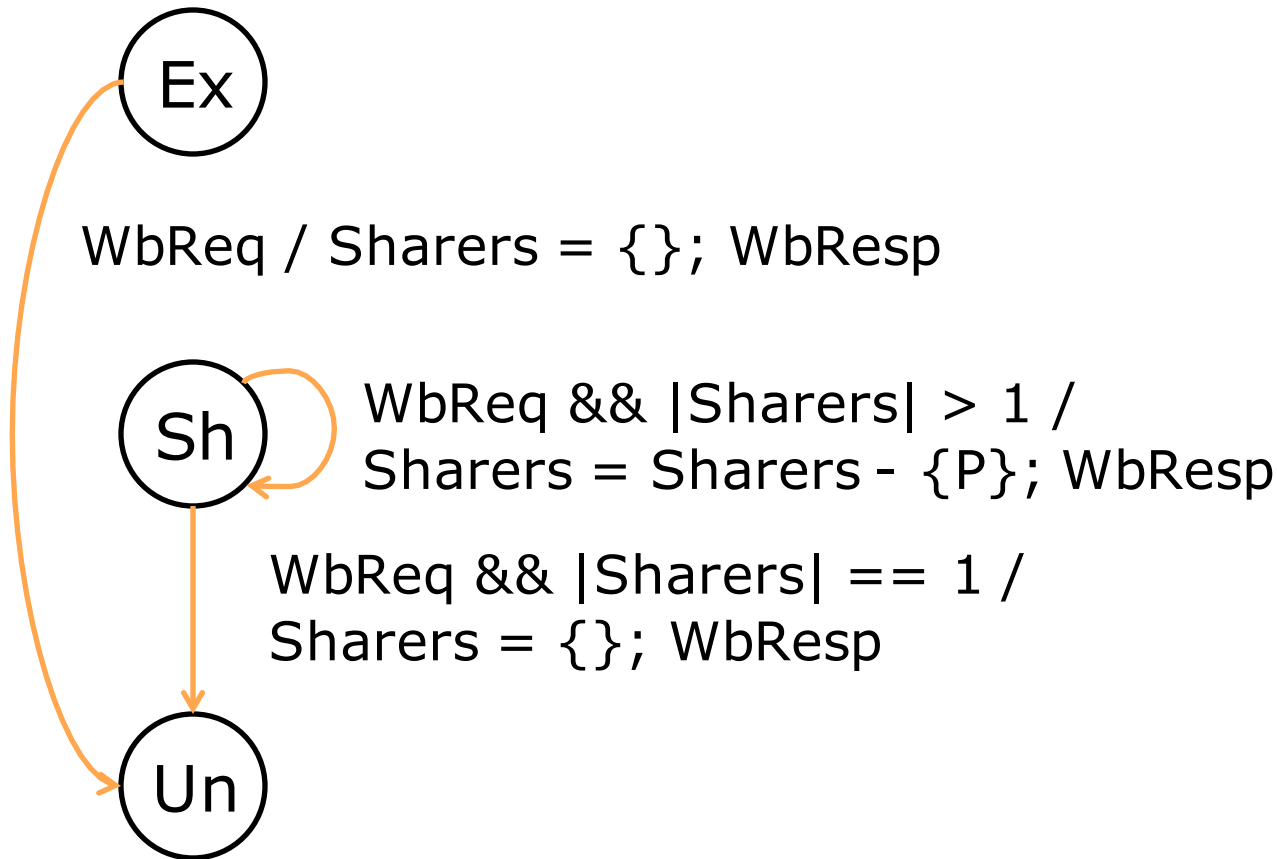 Ex
WbReq / Sharers = {}; WbResp
Sh
WbReq && |Sharers| > 1 /
Sharers = Sharers - {P}; WbResp
WbReq && |Sharers| == 1 /
Sharers = {}; WbResp
Un